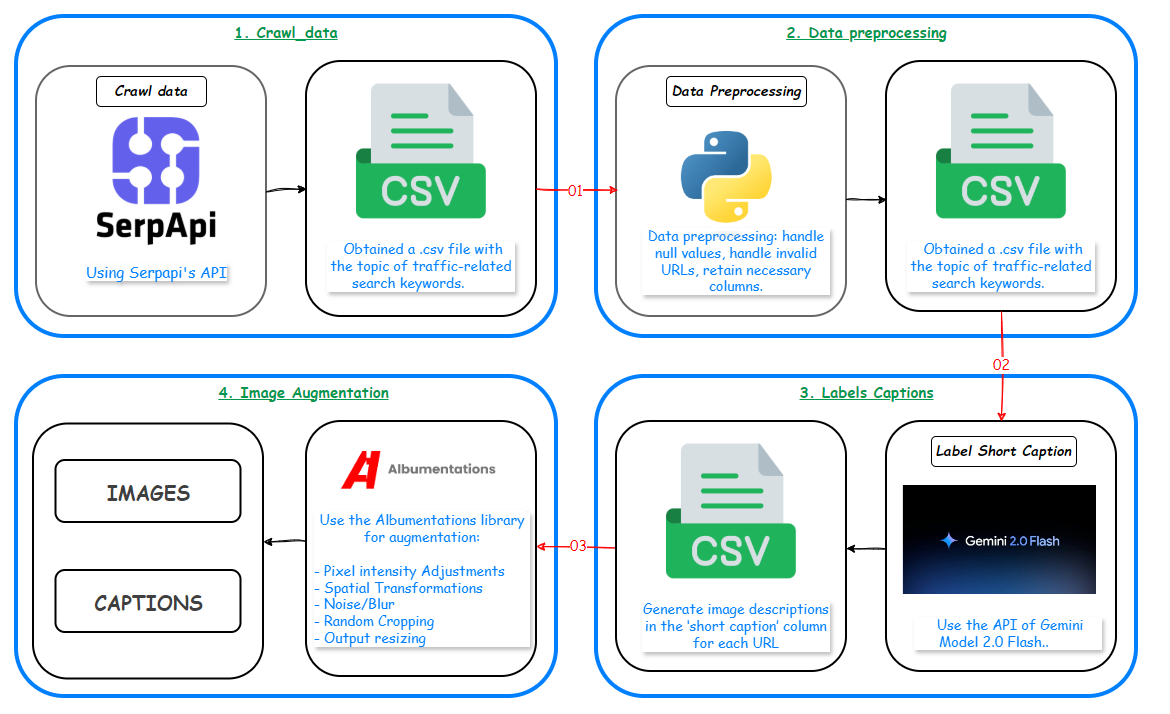 1. Crawl_data
Crawl data
SerpApi
Using Serpapi's API
CSV
Obtained a .csv file with
the topic of traffic-related
search keywords.
01
2. Data preprocessing
Data Preprocessing
Data preprocessing: handle
null values, handle invalid
URLs, retain necessary
columns.
CSV
Obtained a .csv file with
the topic of traffic-related
search keywords.
02
3. Labels Captions
Label Short Caption
Gemini 2.0 Flash
Use the API of Gemini
Model 2.0 Flash..
CSV
Generate image descriptions
in the 'short caption' column
for each URL
03
4. Image Augmentation
Albumentations
Use the Albumentations library
for augmentation:
- Pixel intensity Adjustments
- Spatial Transformations
- Noise/Blur
- Random Cropping
- Output resizing
IMAGES
CAPTIONS